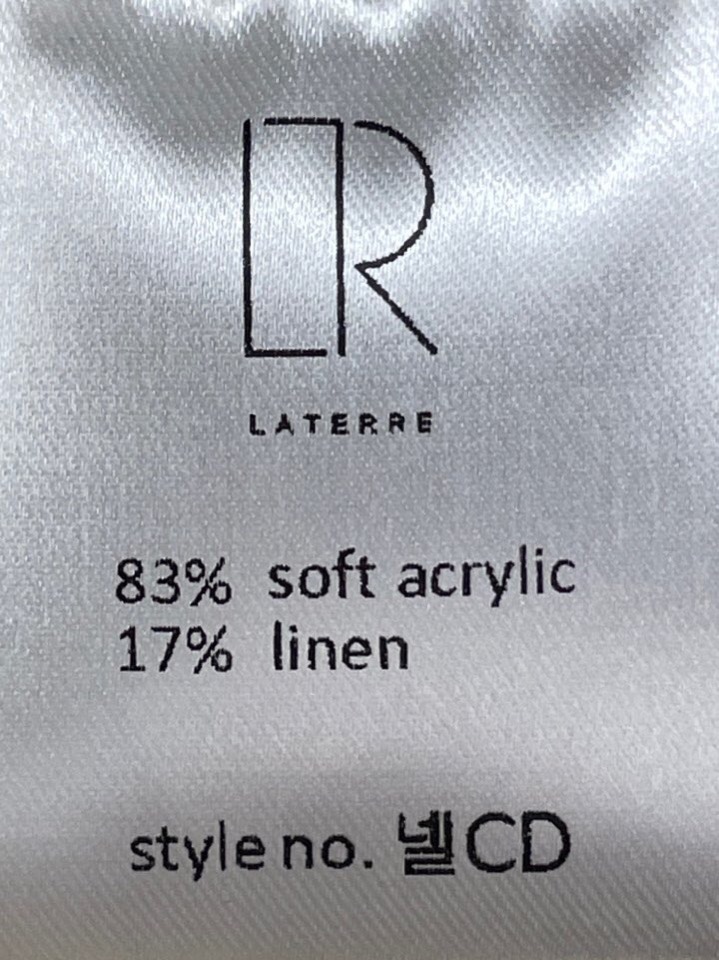 LR
LATERRE
83% soft acrylic
17% linen
style no. 넬CD